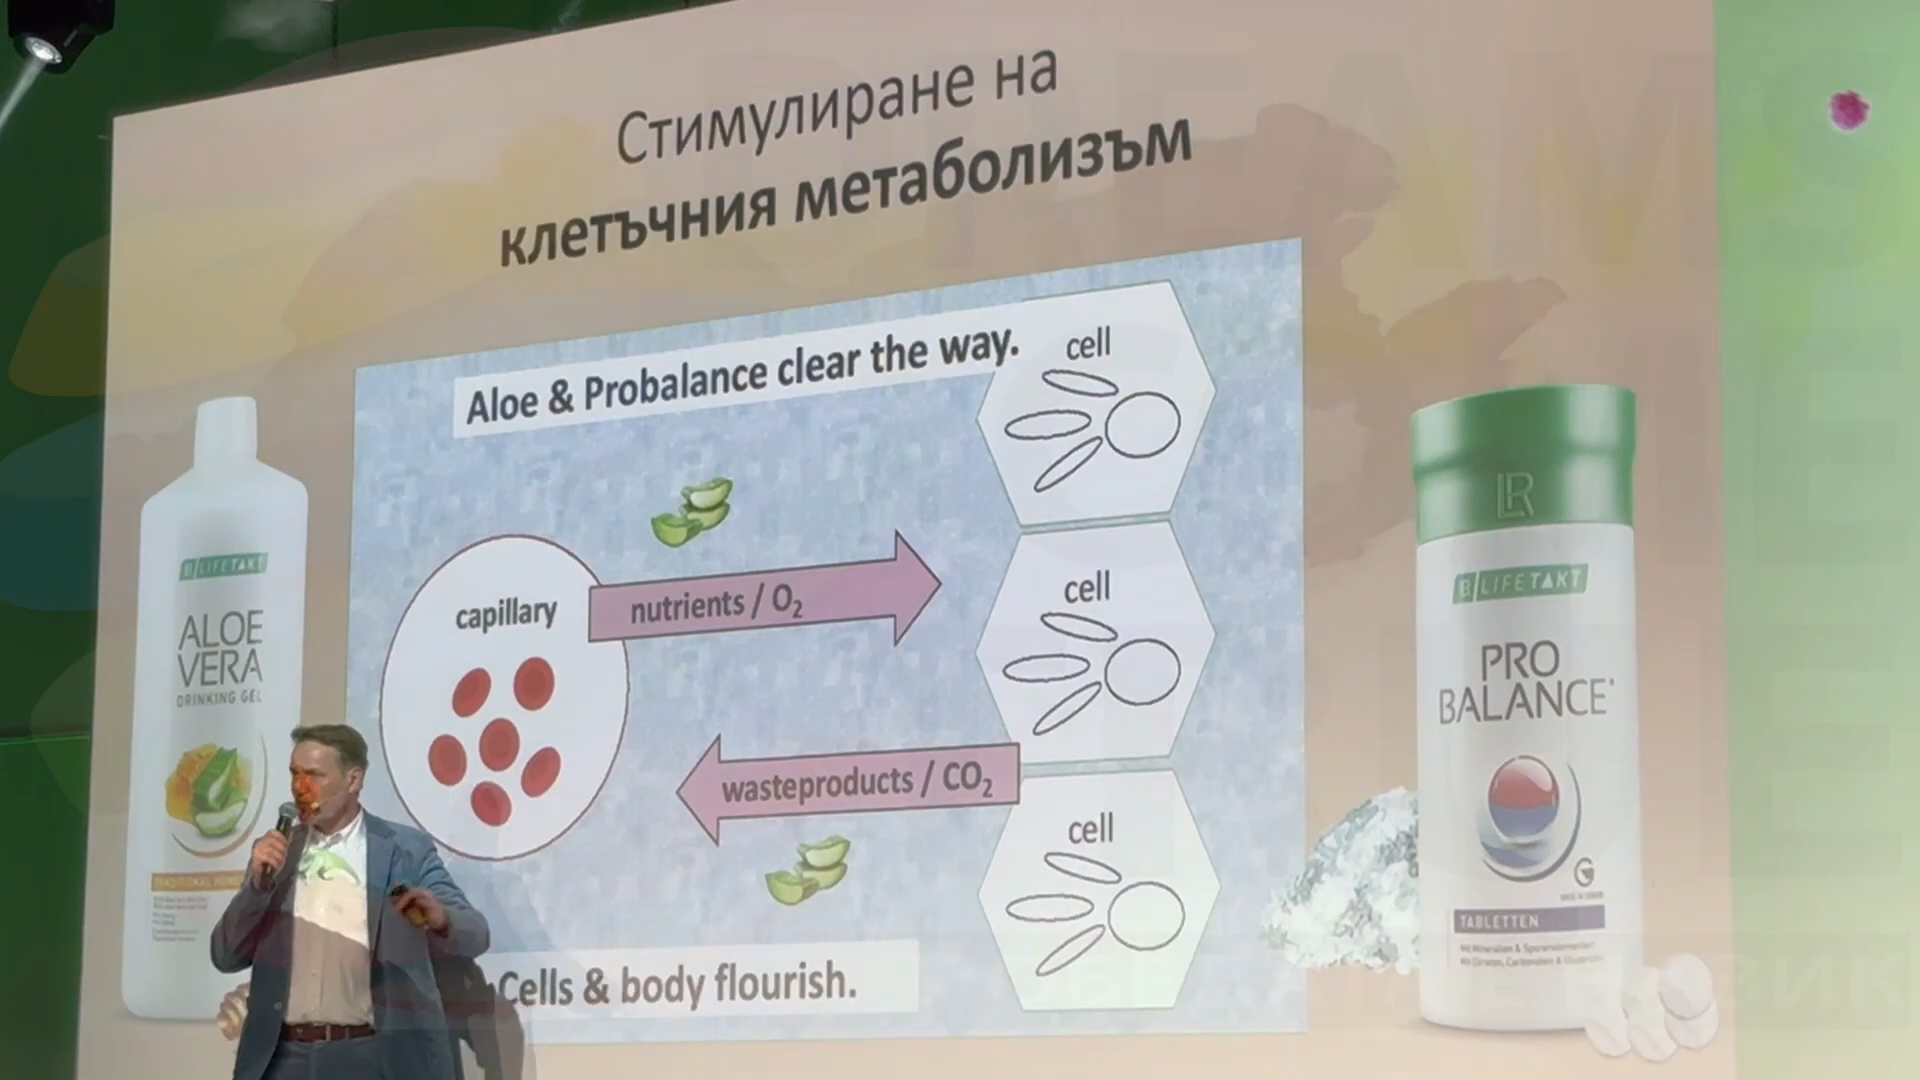 Стимулиране на
клетъчния метаболизъм
Aloe & Probalance clear the way.
cell
nutrients / O₂
capillary
cell
wasteproducts / CO₂
cell
Cells & body flourish.
LIFETAKT
ALOE
VERA
DRINKING GEL
LR
LIFETAKT
PRO
BALANCE
TABLETTEN